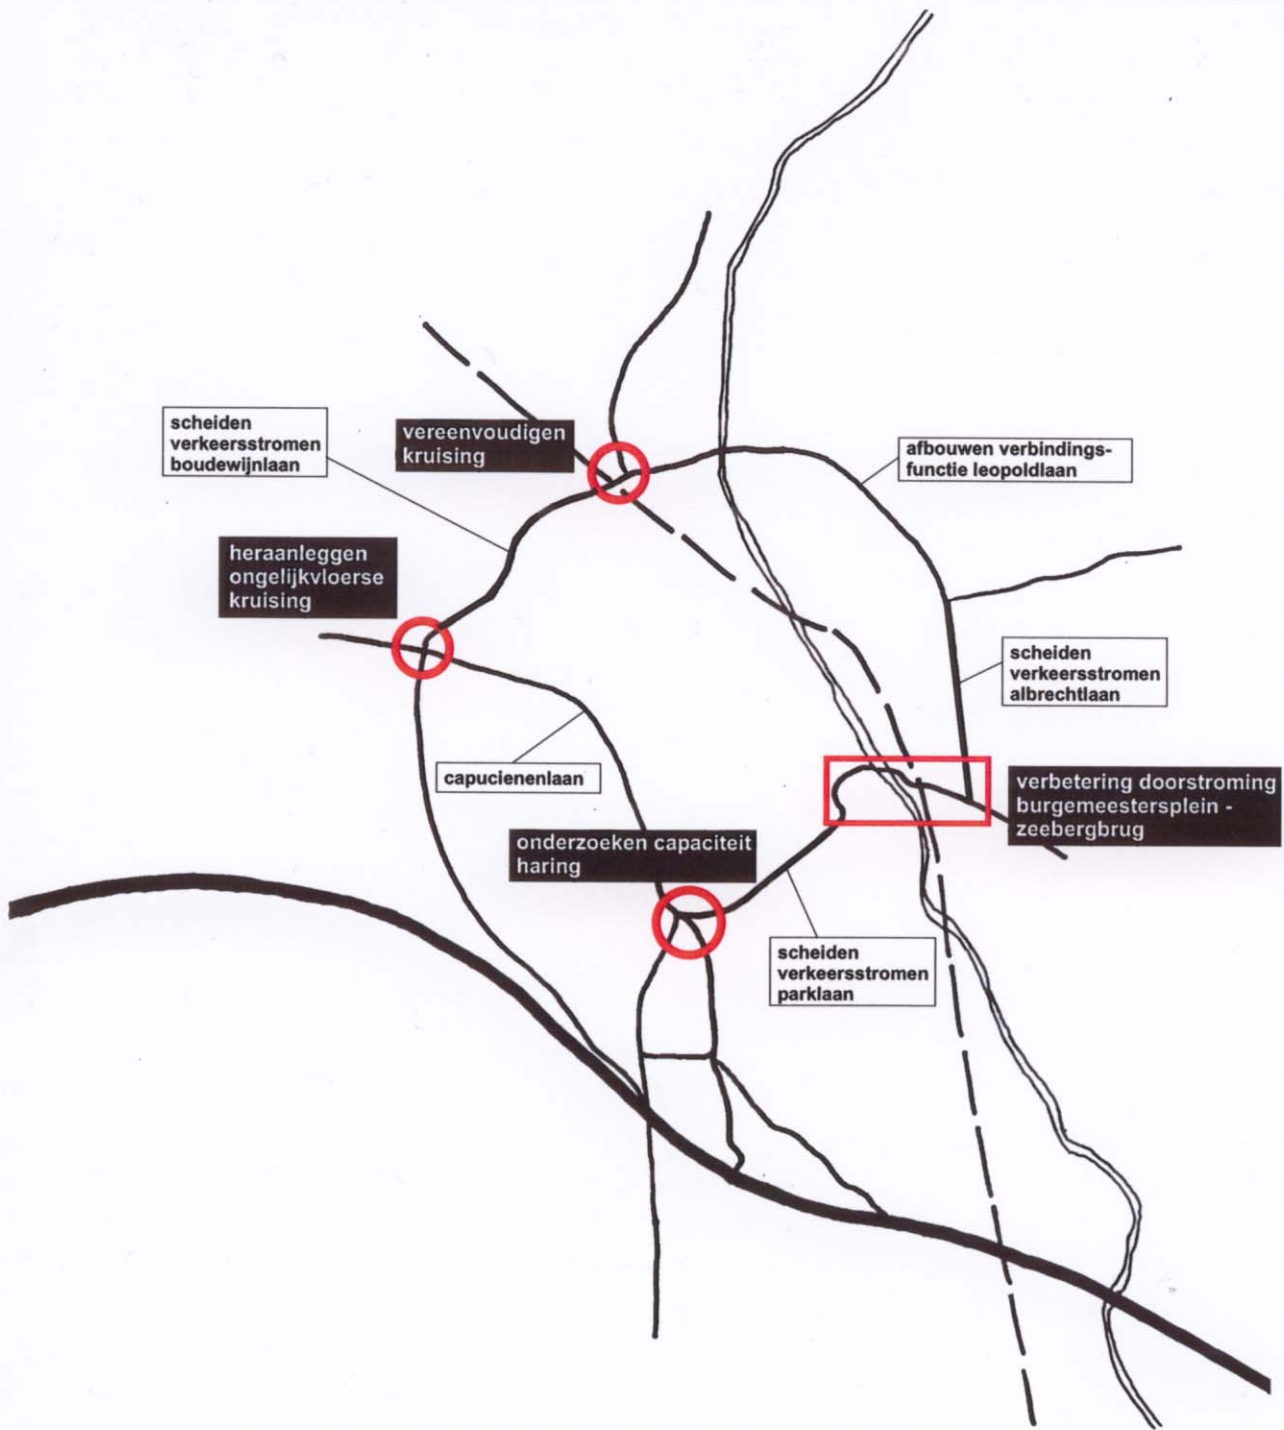 scheiden
verkeersstromen
boudewijnlaan
vereenvoudigen
kruising
afbouwen verbindings-
functie leopoldlaan
heraanleggen
ongelijkvloerse
kruising
scheiden
verkeersstromen
albrechtlaan
capucienenlaan
verbetering doorstroming
burgemeestersplein -
zeebergbrug
onderzoeken capaciteit
haring
scheiden
verkeersstromen
parklaan